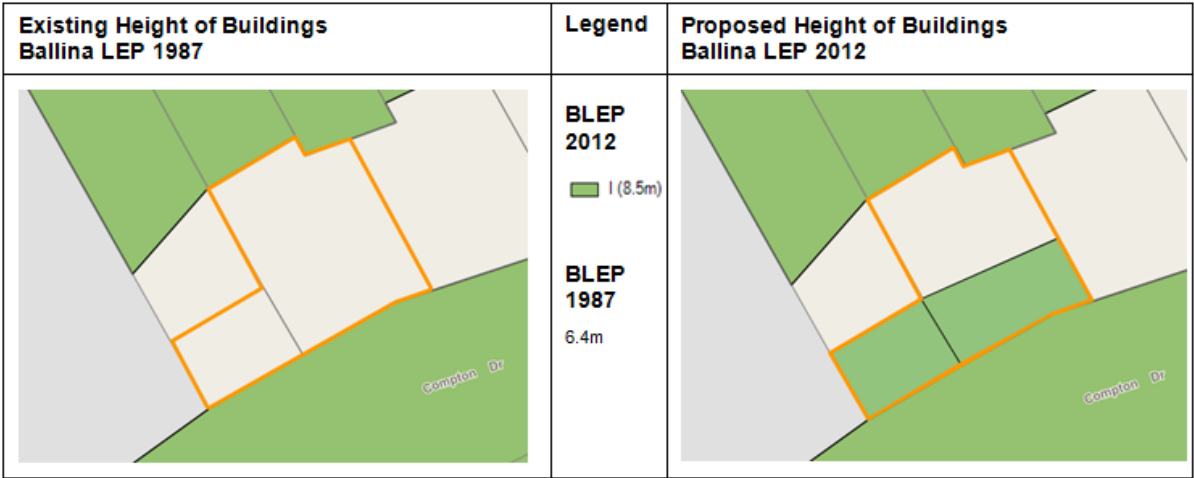 Existing Height of Buildings
Ballina LEP 1987
Legend
Proposed Height of Buildings
Ballina LEP 2012
Compton Dr
BLEP
2012
I (8.5m)
BLEP
1987
6.4m
Compton Dr